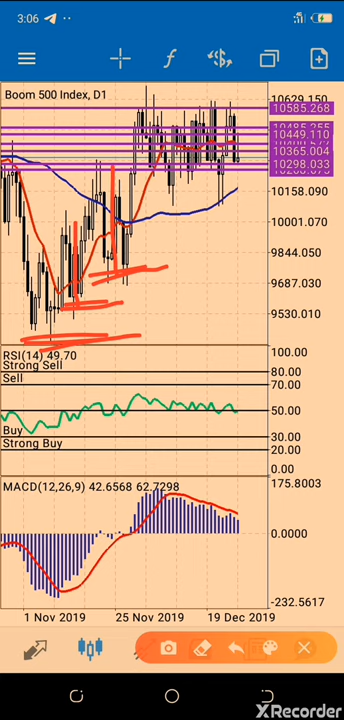 3:06
Boom 500 Index, D1
10629.150
10585.268
10449.110
10365.004
10298.033
10158.090
10001.070
9844.050
9687.030
9530.010
RSI(14) 49.70
100.00
Strong Sell
80.00
Sell
70.00
50.00
Buy
30.00
Strong Buy
20.00
0.00
MACD(12,26,9) 42.6568 62.7298
175.8003
0.0000
-232.5617
1 Nov 2019
25 Nov 2019
19 Dec 2019
XRecorder